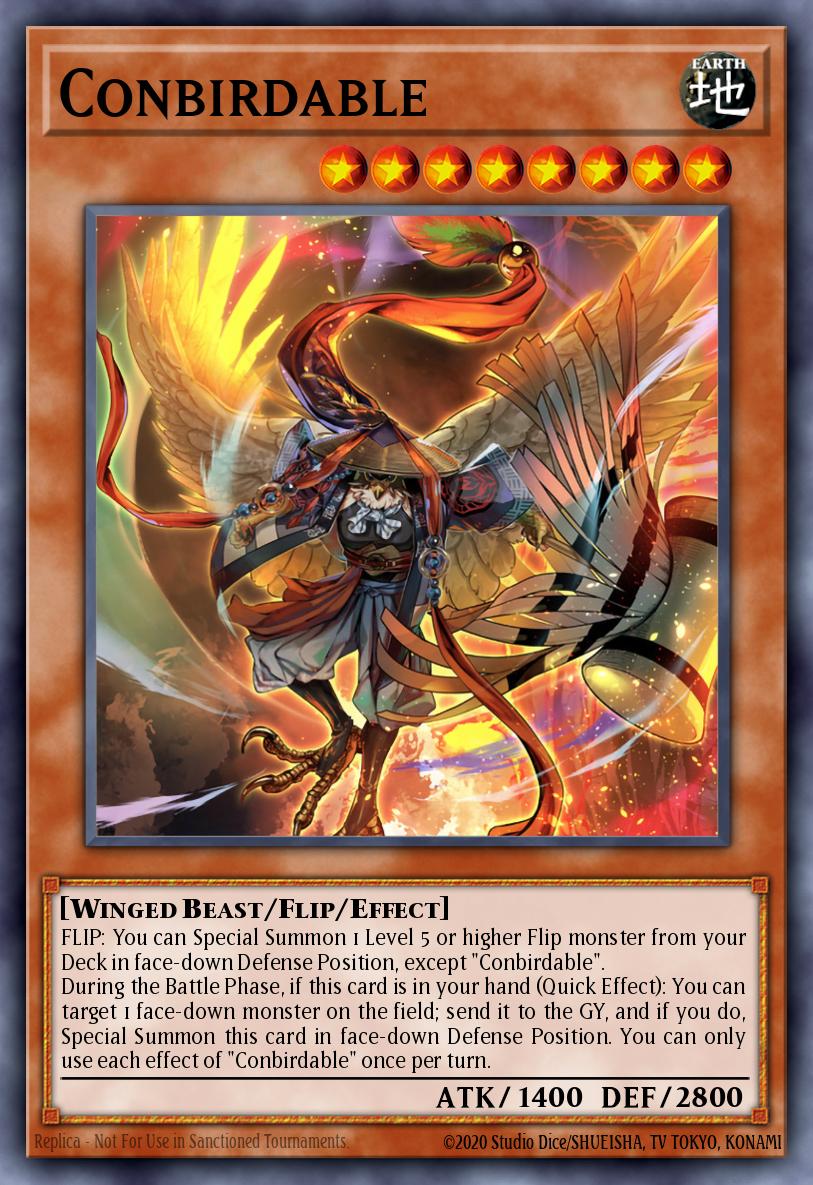 CONBIRDABLE
EARTH
地
[WINGED BEAST/FLIP/EFFECT]
FLIP: You can Special Summon 1 Level 5 or higher Flip monster from your
Deck in face-down Defense Position, except "Conbirdable".
During the Battle Phase, if this card is in your hand (Quick Effect): You can
target 1 face-down monster on the field; send it to the GY, and if you do,
Special Summon this card in face-down Defense Position. You can only
use each effect of "Conbirdable" once per turn.
ATK/1400 DEF/2800
Replica - Not For Use in Sanctioned Tournaments.
©2020 Studio Dice/SHUEISHA, TV TOKYO, KONAMI